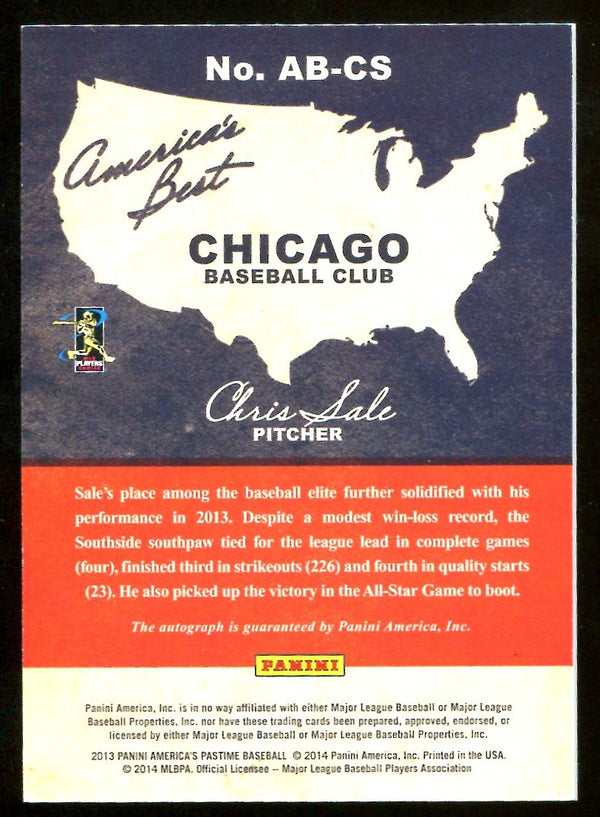 No. AB-CS
America's
Best
CHICAGO
BASEBALL CLUB
PLAYERS
CHOICE
Chris Sale
PITCHER
Sale's place among the baseball elite further solidified with his
performance in 2013. Despite a modest win-loss record, the
Southside southpaw tied for the league lead in complete games
(four), finished third in strikeouts (226) and fourth in quality starts
(23). He also picked up the victory in the All-Star Game to boot.
The autograph is guaranteed by Panini America, Inc.
PANINI
Panini America, Inc. is in no way affiliated with either Major League Baseball or Major League
Baseball Properties, Inc. nor have these trading cards been prepared, approved, endorsed, or
licensed by either Major League Baseball or Major League Baseball Properties, Inc.
2013 PANINI AMERICA'S PASTIME BASEBALL © 2014 Panini America, Inc. Printed in the USA.
© 2014 MLBPA. Official Licensee -- Major League Baseball Players Association